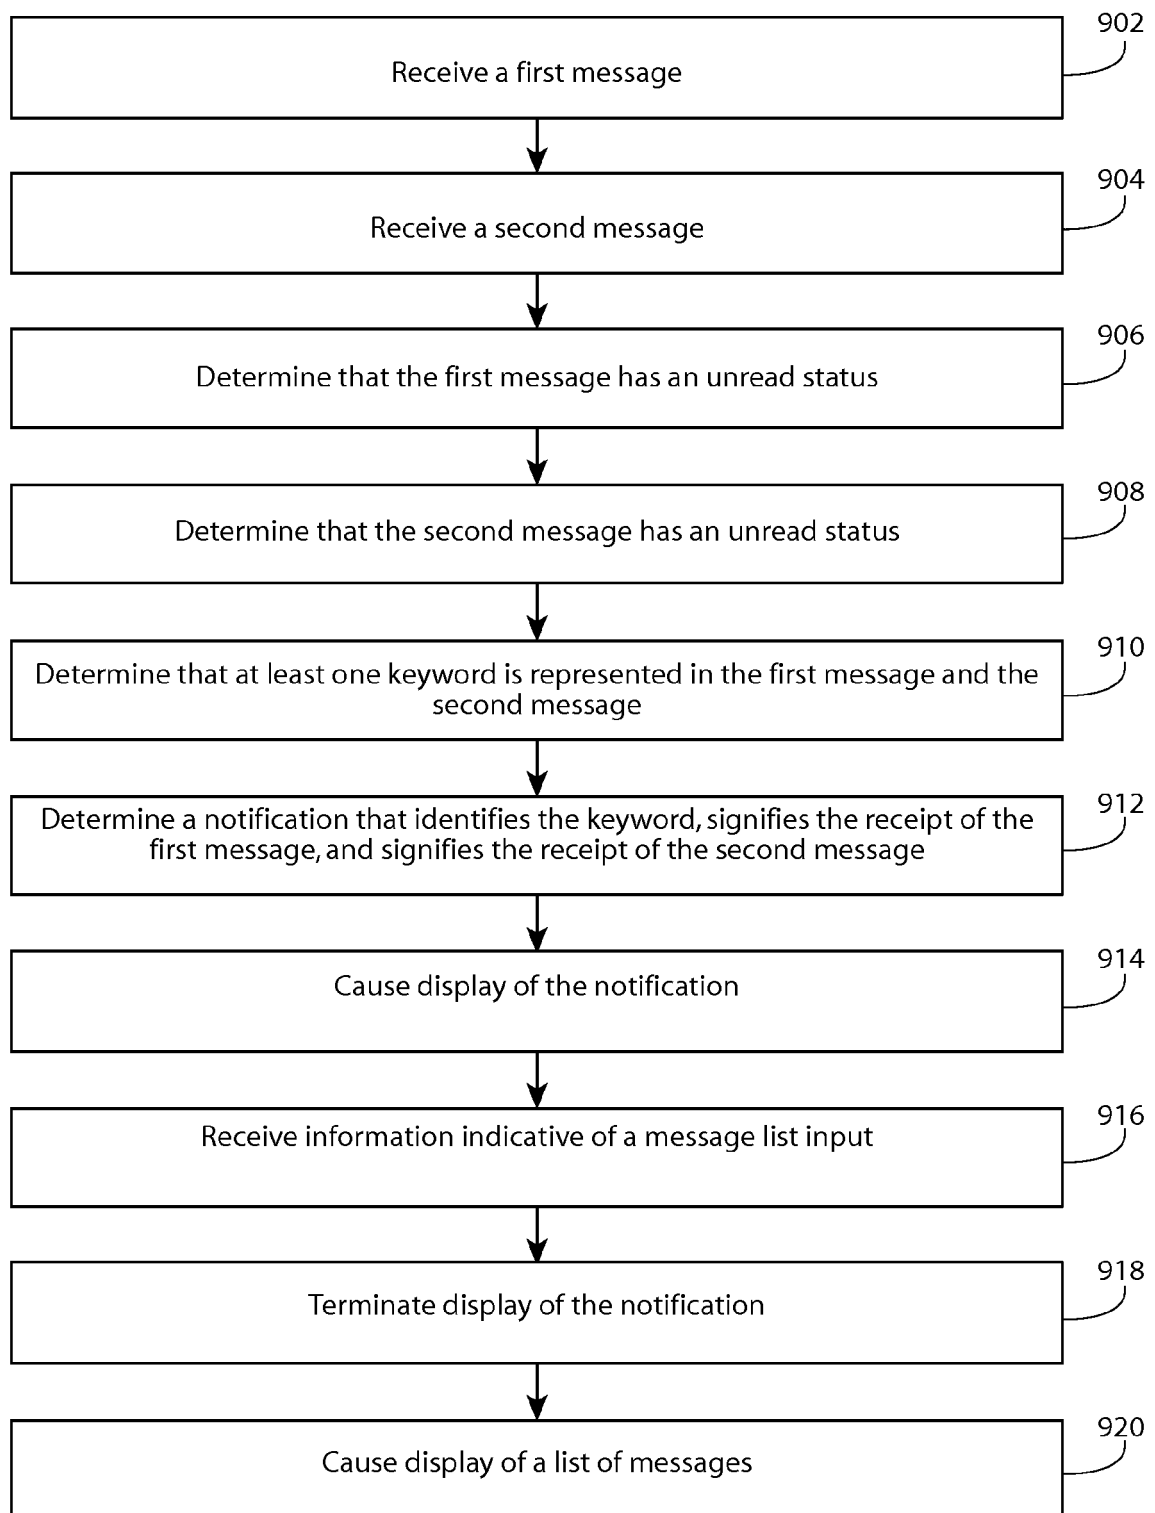 902
Receive a first message
904
Receive a second message
906
Determine that the first message has an unread status
908
Determine that the second message has an unread status
910
Determine that at least one keyword is represented in the first message and the
second message
912
Determine a notification that identifies the keyword, signifies the receipt of the
first message, and signifies the receipt of the second message
914
Cause display of the notification
916
Receive information indicative of a message list input
918
Terminate display of the notification
920
Cause display of a list of messages